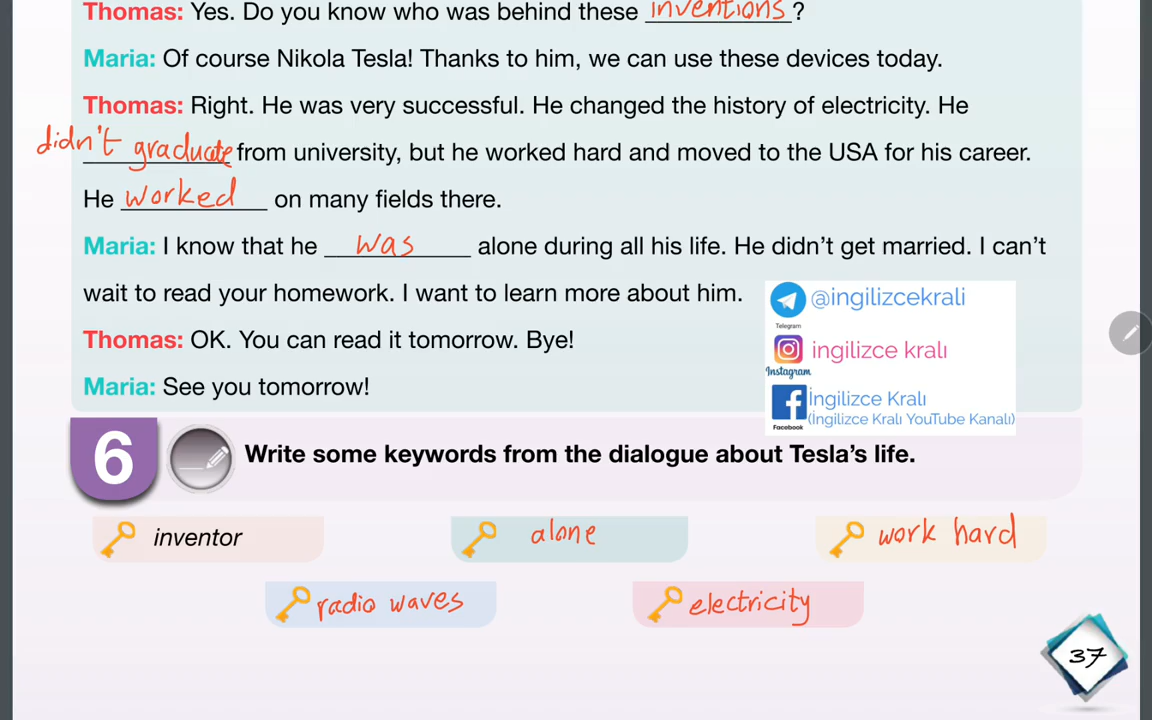 Thomas: Yes. Do you know who was behind these inventions?
Maria: Of course Nikola Tesla! Thanks to him, we can use these devices today.
Thomas: Right. He was very successful. He changed the history of electricity. He
didn't graduate from university, but he worked hard and moved to the USA for his career.
He worked on many fields there.
Maria: I know that he was alone during all his life. He didn't get married. I can't
wait to read your homework. I want to learn more about him.
Thomas: OK. You can read it tomorrow. Bye!
Maria: See you tomorrow!
@ingilizcekrali
Telegram
ingilizce kralı
Instagram
İngilizce Kralı
(İngilizce Kralı YouTube Kanalı)
Facebook
6 Write some keywords from the dialogue about Tesla's life.
inventor alone work hard
radio waves electricity
37